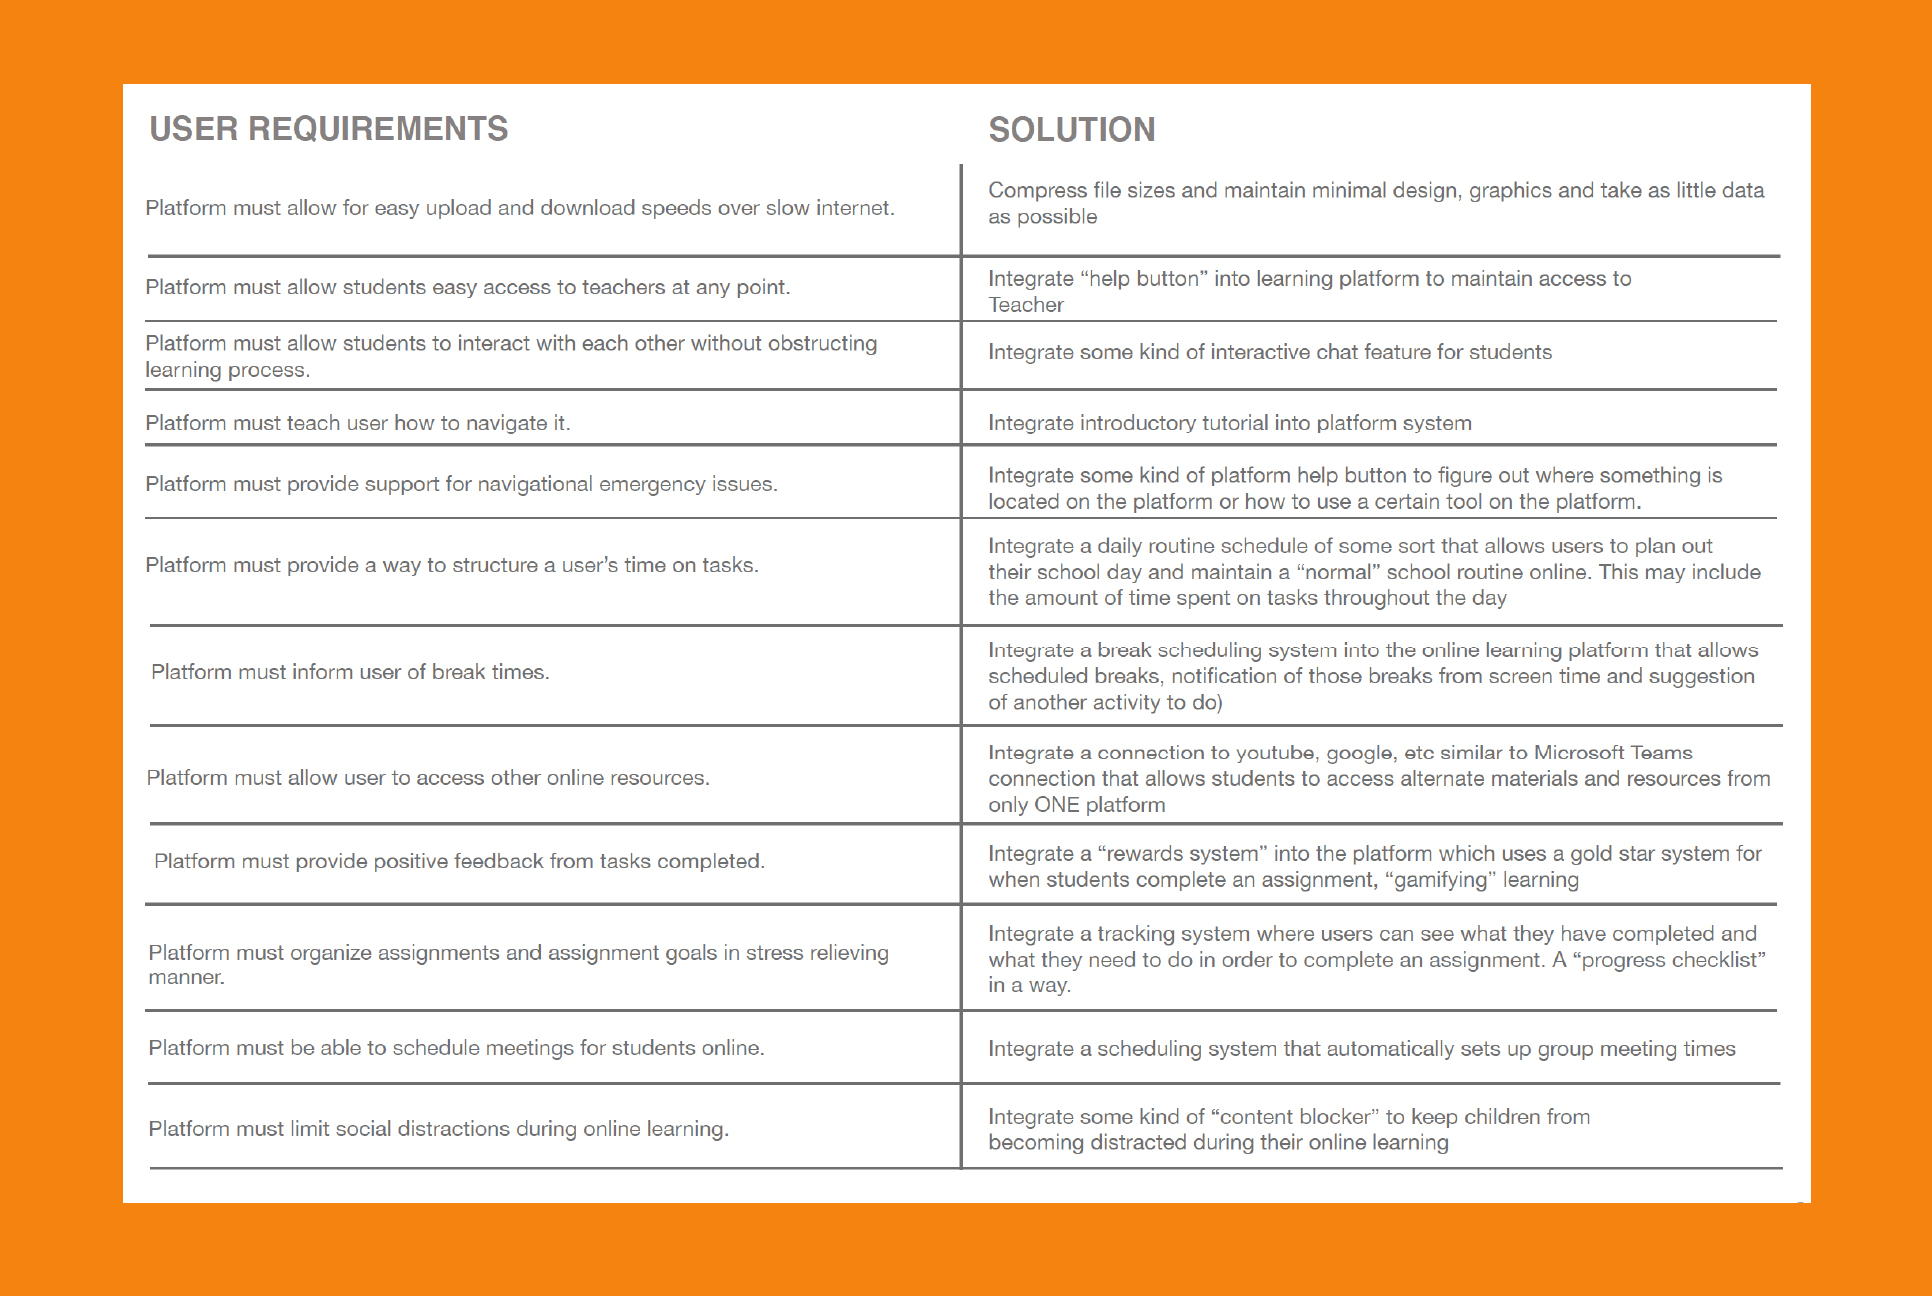 USER REQUIREMENTS
SOLUTION
Platform must allow for easy upload and download speeds over slow internet.
Compress file sizes and maintain minimal design, graphics and take as little data
as possible
Platform must allow students easy access to teachers at any point.
Integrate “help button” into learning platform to maintain access to
Teacher
Platform must allow students to interact with each other without obstructing
learning process.
Integrate some kind of interactive chat feature for students
Platform must teach user how to navigate it.
Integrate introductory tutorial into platform system
Platform must provide support for navigational emergency issues.
Integrate some kind of platform help button to figure out where something is
located on the platform or how to use a certain tool on the platform.
Platform must provide a way to structure a user’s time on tasks.
Integrate a daily routine schedule of some sort that allows users to plan out
their school day and maintain a “normal” school routine online. This may include
the amount of time spent on tasks throughout the day
Platform must inform user of break times.
Integrate a break scheduling system into the online learning platform that allows
scheduled breaks, notification of those breaks from screen time and suggestion
of another activity to do)
Platform must allow user to access other online resources.
Integrate a connection to youtube, google, etc similar to Microsoft Teams
connection that allows students to access alternate materials and resources from
only ONE platform
Platform must provide positive feedback from tasks completed.
Integrate a “rewards system” into the platform which uses a gold star system for
when students complete an assignment, “gamifying” learning
Platform must organize assignments and assignment goals in stress relieving
manner.
Integrate a tracking system where users can see what they have completed and
what they need to do in order to complete an assignment. A “progress checklist”
in a way.
Platform must be able to schedule meetings for students online.
Integrate a scheduling system that automatically sets up group meeting times
Platform must limit social distractions during online learning.
Integrate some kind of “content blocker” to keep children from
becoming distracted during their online learning